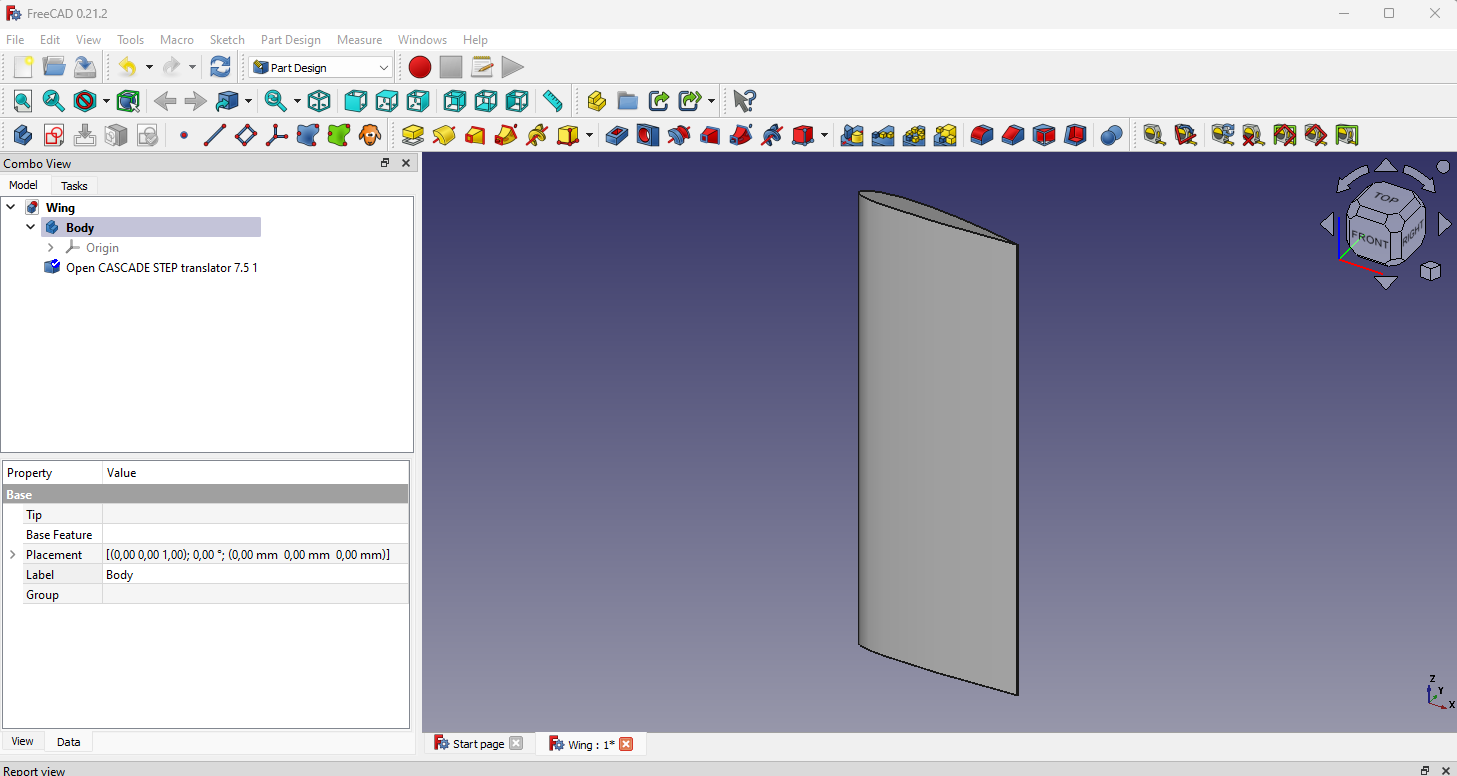 FreeCAD 0.21.2
File Edit View Tools Macro Sketch Part Design Measure Windows Help
Part Design
Combo View
Model Tasks
Wing
Body
Origin
Open CASCADE STEP translator 7.5 1
Property Value
Base
Tip
Base Feature
Placement [(0,00 0,00 1,00); 0,00 °; (0,00 mm 0,00 mm 0,00 mm)]
Label Body
Group
View Data
TOP
FRONT
RIGHT
Z
Y
X
Start page
Wing : 1*
Report view